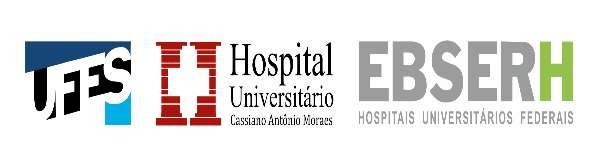 UFES
Hospital
Universitário
Cassiano Antônio Moraes
EBSERH
HOSPITAIS UNIVERSITÁRIOS FEDERAIS